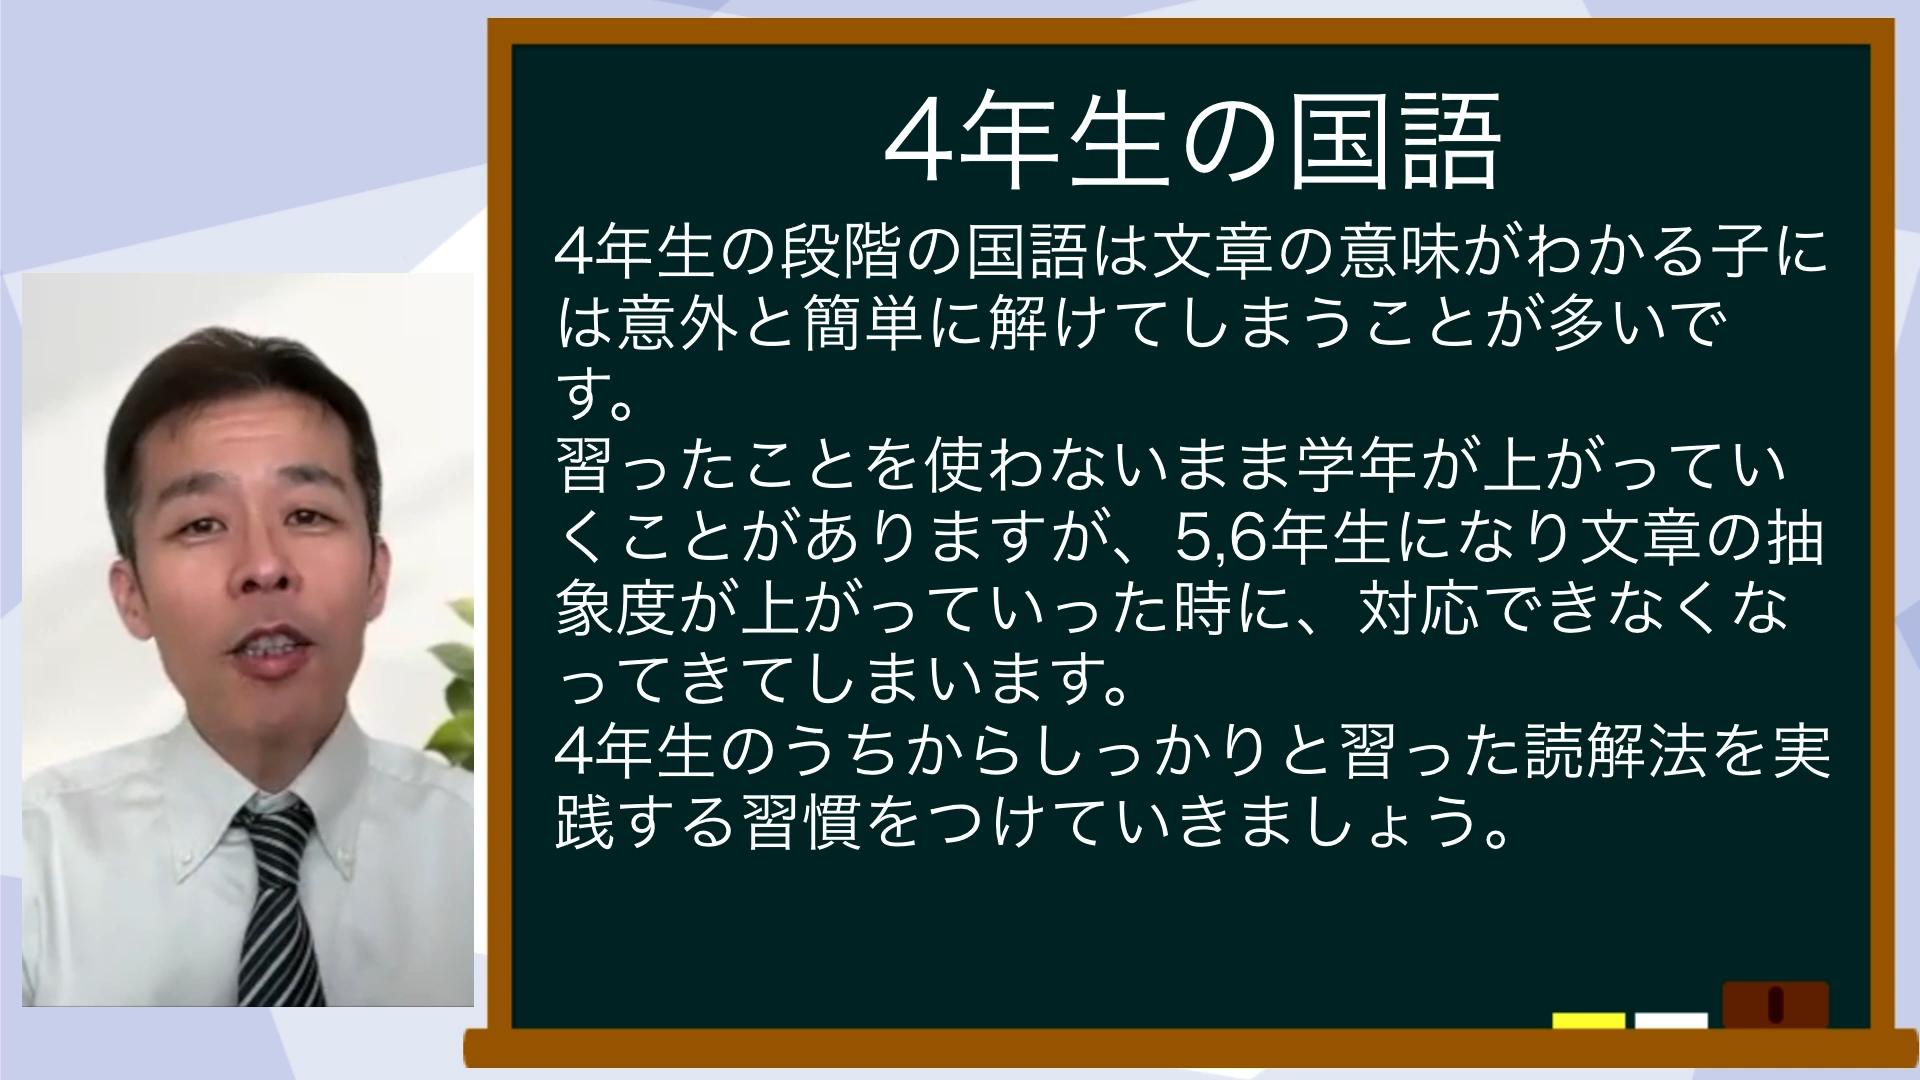 4年生の国語
4年生の段階の国語は文章の意味がわかる子に
は意外と簡単に解けてしまうことが多いで
す。
習ったことを使わないまま学年が上がってい
くことがありますが、5,6年生になり文章の抽
象度が上がっていった時に、対応できなくな
ってきてしまいます。
4年生のうちからしっかりと習った読解法を実
践する習慣をつけていきましょう。